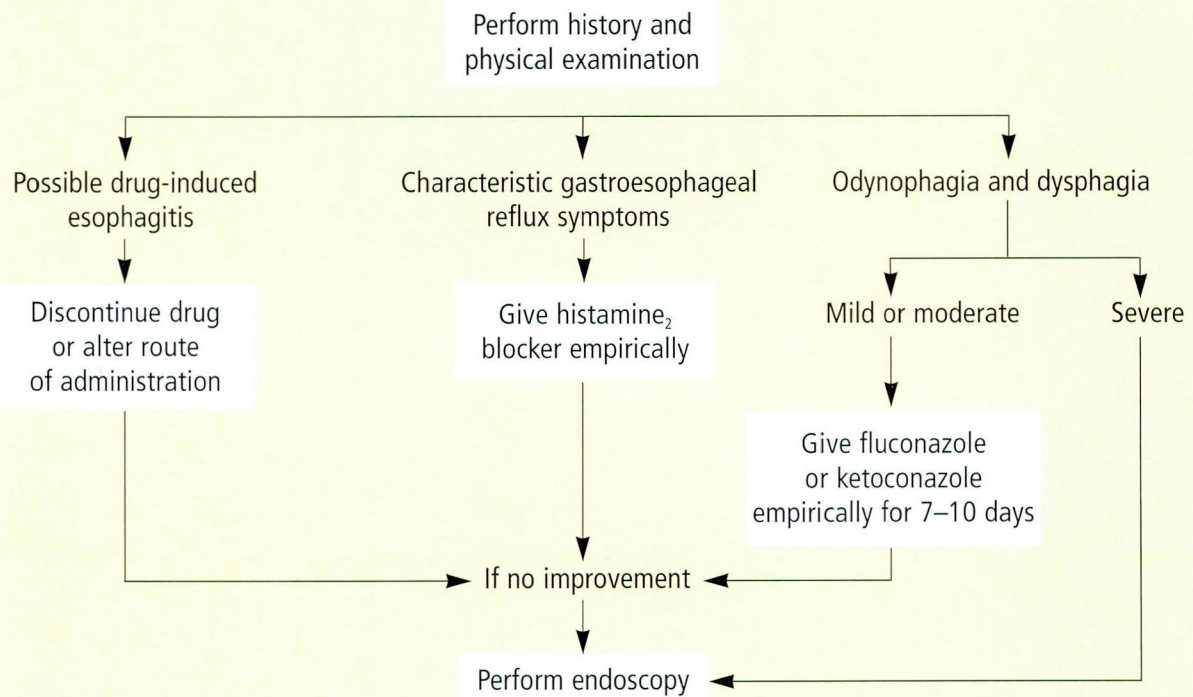 Perform history and
physical examination
Possible drug-induced
esophagitis
Characteristic gastroesophageal
reflux symptoms
Odynophagia and dysphagia
Discontinue drug
or alter route
of administration
Give histamine₂
blocker empirically
Mild or moderate
Severe
Give fluconazole
or ketoconazole
empirically for 7–10 days
If no improvement
Perform endoscopy